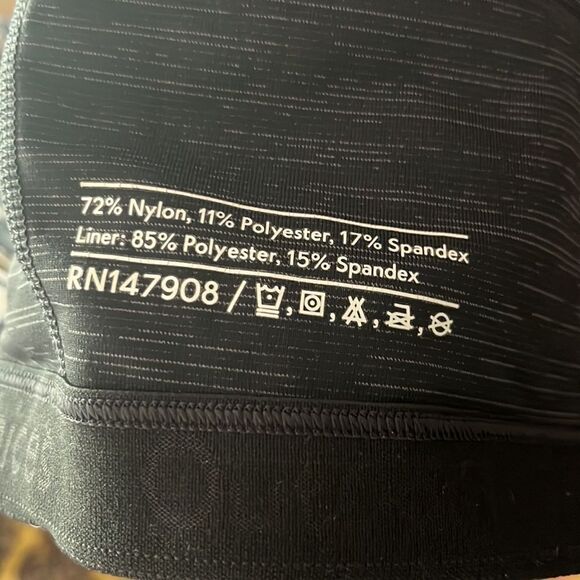 72% Nylon, 11% Polyester, 17% Spandex
Liner: 85% Polyester, 15% Spandex
RN147908 /